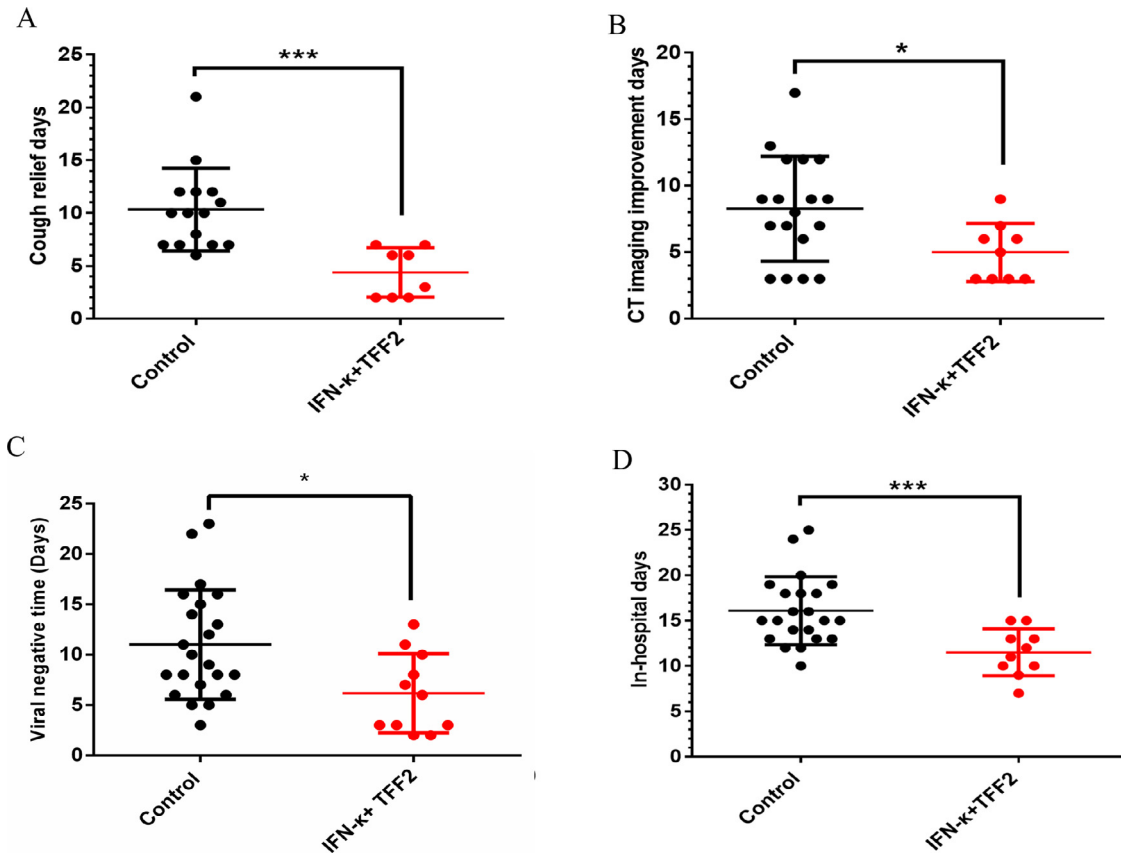 A
Cough relief days
25
20
15
10
5
0
***
Control
IFN-κ+TFF2
B
CT imaging improvement days
20
15
10
5
0
*
Control
IFN-κ+TFF2
C
Viral negative time (Days)
25
20
15
10
5
0
*
Control
IFN-κ+ TFF2
D
In-hospital days
30
25
20
15
10
5
0
***
Control
IFN-κ+TFF2